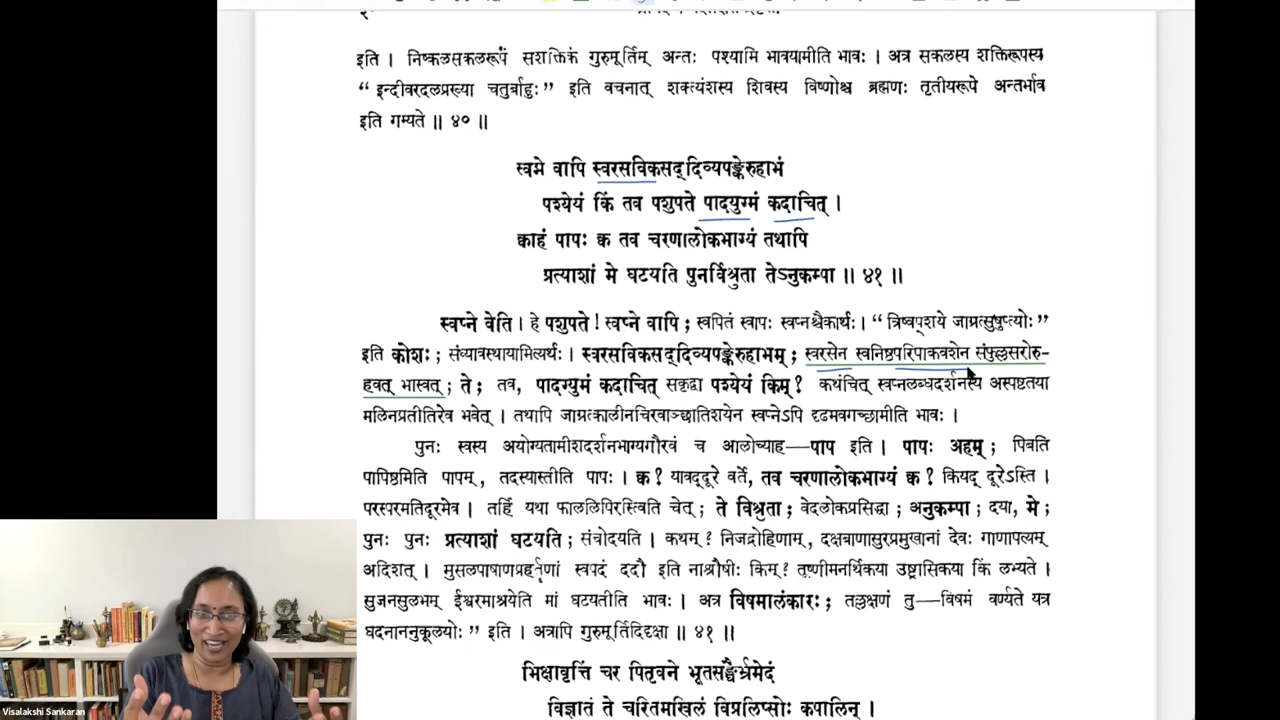 इति । निष्कलसकलरूपं सशक्तिकं गुरुमूर्तिम् अन्तः पश्यामि भावयामीति भावः । अत्र सकलस्य शक्तिरूपस्य
“ इन्दीवरदलप्रख्या चतुर्बाहुः ” इति वचनात् शक्त्यंशस्य शिवस्य विष्णोश्च ब्रह्मणः तृतीयरूपे अन्तर्भाव
इति गम्यते ॥ ४० ॥
स्वप्ने वापि स्वरसविकसद्दिव्यपङ्केरुहाभं
पश्येयं किं तव पशुपते पादयुग्मं कदाचित् ।
क्वाहं पापः क्व तव चरणालोकभाग्यं तथापि
प्रत्याशां मे घटयति पुनर्विश्रुता तेऽनुकम्पा ॥ ४१ ॥
स्वप्ने वेति । हे पशुपते ! स्वप्ने वापि ; स्वपितं स्वापः स्वप्नश्चैकार्थः । “ त्रिष्वप्शये जाग्रत्सुषुप्त्योः ”
इति कोशः ; संध्यावस्थायामित्यर्थः । स्वरसविकसद्दिव्यपङ्केरुहाभम् ; स्वरसेन स्वनिष्ठपरिपाकवशेन संफुल्लसरोरु-
हवत् भास्वत् ; ते ; तव, पादग्युमं कदाचित् सकृद्वा पश्येयं किम् ? कथंचित् स्वप्नलब्धदर्शनस्य अस्पष्टतया
मलिनप्रतीतिरेव भवेत् । तथापि जाग्रत्कालीनचिरवाञ्छातिशयेन स्वप्नेऽपि दृढमवगच्छामीति भावः ।
पुनः स्वस्य अयोग्यतामीशदर्शनभाग्यगौरवं च आलोच्याह—पाप इति । पापः अहम् ; पिबति
पापिष्ठमिति पापम् , तदस्यास्तीति पापः । क्व ? यावद्दूरे वर्ते, तव चरणालोकभाग्यं क्व ? कियद् दूरेऽस्ति ।
परस्परमतिदूरमेव । तर्हि यथा फाललिपिरस्त्विति चेत् ; ते विश्रुता ; वेदलोकप्रसिद्धा ; अनुकम्पा ; दया, मे ;
पुनः पुनः प्रत्याशां घटयति ; संचोदयति । कथम् ? निजद्रोहिणाम् , दक्षबाणासुरप्रमुखानां देवः गाणापत्यम्
अदिशत् । मुसलपाषाणप्रहर्तॄणां स्वपदं ददौ इति नाश्रौषीः किम् ? तृष्णीमनर्थिकया उष्ट्रासिकया किं लभ्यते ।
सुजनसुलभम् ईश्वरमाश्रयेति मां घटयतीति भावः । अत्र विषमालंकारः ; तल्लक्षणं तु—विषमं वर्ण्यते यत्र
घदनाननुकूलयोः ” इति । अत्रापि गुरुमूर्तिदिदृक्षा ॥ ४१ ॥
भिक्षावृत्तिं चर पितृवने भूतसङ्घैर्भ्रमेदं
विज्ञातं ते चरितमखिलं विप्रलिप्सोः कपालिन् ।
Visalakshi Sankaran